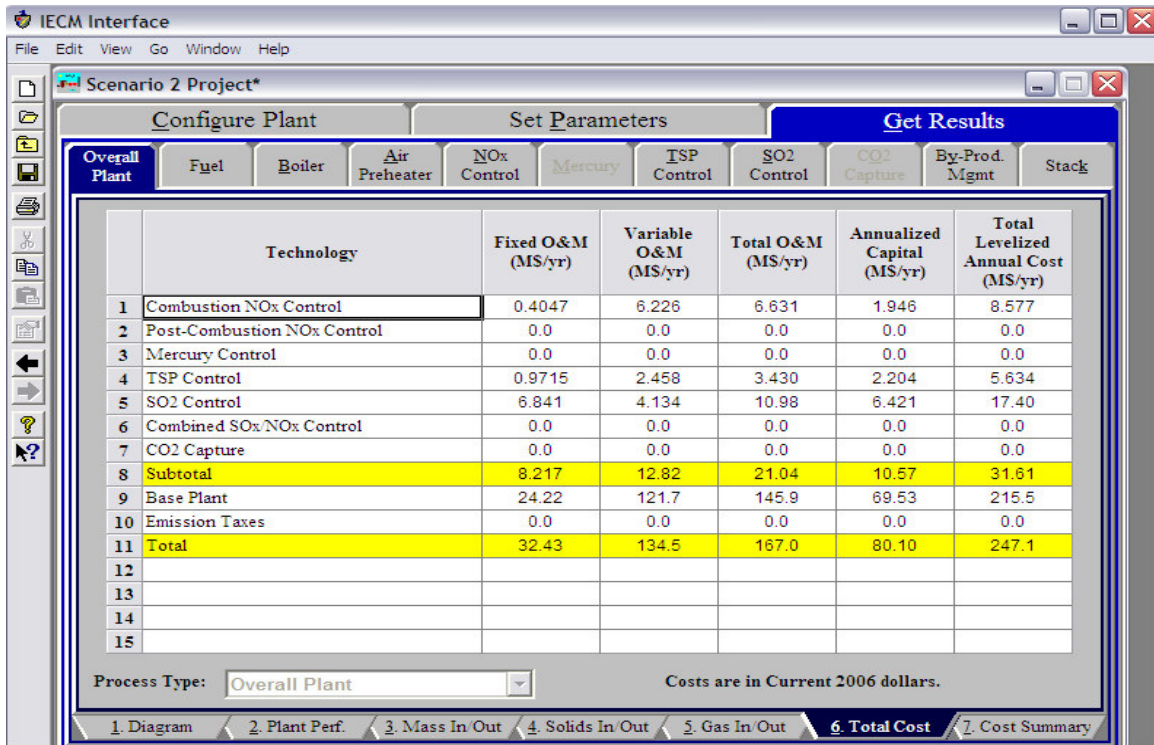 IECM Interface
File Edit View Go Window Help
Scenario 2 Project*
Configure Plant Set Parameters Get Results
Overall Plant Fuel Boiler Air Preheater NOx Control Mercury TSP Control SO2 Control CO2 Capture By-Prod. Mgmt Stack
Technology Fixed O&M (M$/yr) Variable O&M (M$/yr) Total O&M (M$/yr) Annualized Capital (M$/yr) Total Levelized Annual Cost (M$/yr)
1 Combustion NOx Control 0.4047 6.226 6.631 1.946 8.577
2 Post-Combustion NOx Control 0.0 0.0 0.0 0.0 0.0
3 Mercury Control 0.0 0.0 0.0 0.0 0.0
4 TSP Control 0.9715 2.458 3.430 2.204 5.634
5 SO2 Control 6.841 4.134 10.98 6.421 17.40
6 Combined SOx/NOx Control 0.0 0.0 0.0 0.0 0.0
7 CO2 Capture 0.0 0.0 0.0 0.0 0.0
8 Subtotal 8.217 12.82 21.04 10.57 31.61
9 Base Plant 24.22 121.7 145.9 69.53 215.5
10 Emission Taxes 0.0 0.0 0.0 0.0 0.0
11 Total 32.43 134.5 167.0 80.10 247.1
12
13
14
15
Process Type: Overall Plant Costs are in Current 2006 dollars.
1. Diagram 2. Plant Perf. 3. Mass In/Out 4. Solids In/Out 5. Gas In/Out 6. Total Cost 7. Cost Summary